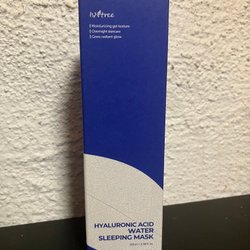 Isntree
Moisturizing gel texture
Overnight skincare
Gives radiant glow
HYALURONIC ACID
WATER
SLEEPING MASK